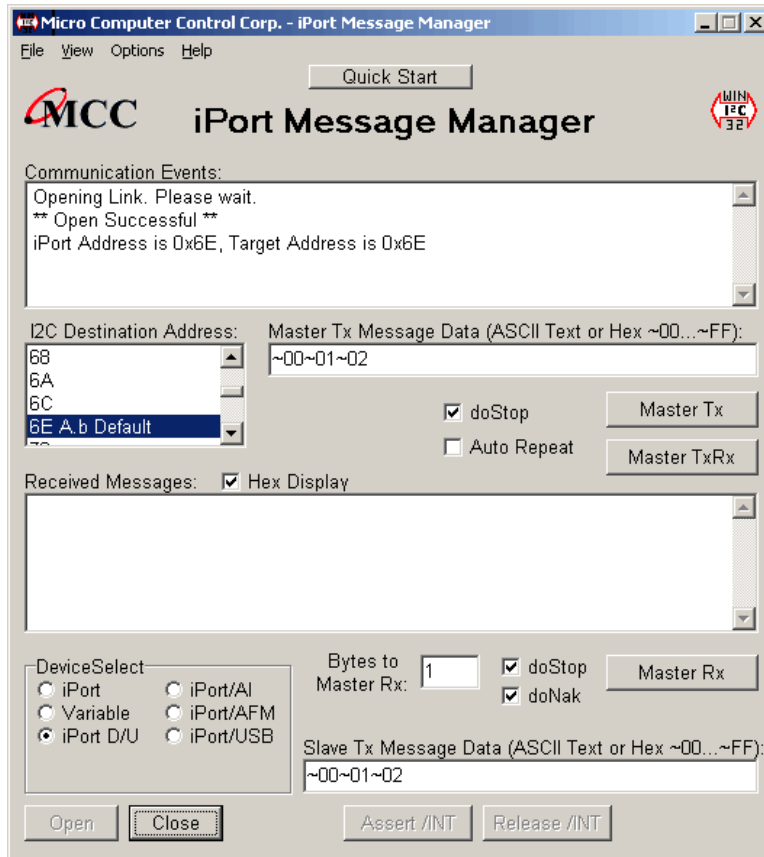 Micro Computer Control Corp. - iPort Message Manager
File View Options Help
Quick Start
MCC
iPort Message Manager
WIN
I²C
32
Communication Events:
Opening Link. Please wait.
** Open Successful **
iPort Address is 0x6E, Target Address is 0x6E
I2C Destination Address:
68
6A
6C
6E A.b Default
Master Tx Message Data (ASCII Text or Hex ~00...~FF):
~00~01~02
doStop
Master Tx
Auto Repeat
Master TxRx
Received Messages:
Hex Display
DeviceSelect
iPort
iPort/AI
Variable
iPort/AFM
iPort D/U
iPort/USB
Bytes to
Master Rx:
1
doStop
doNak
Master Rx
Slave Tx Message Data (ASCII Text or Hex ~00...~FF):
~00~01~02
Open
Close
Assert /INT
Release /INT